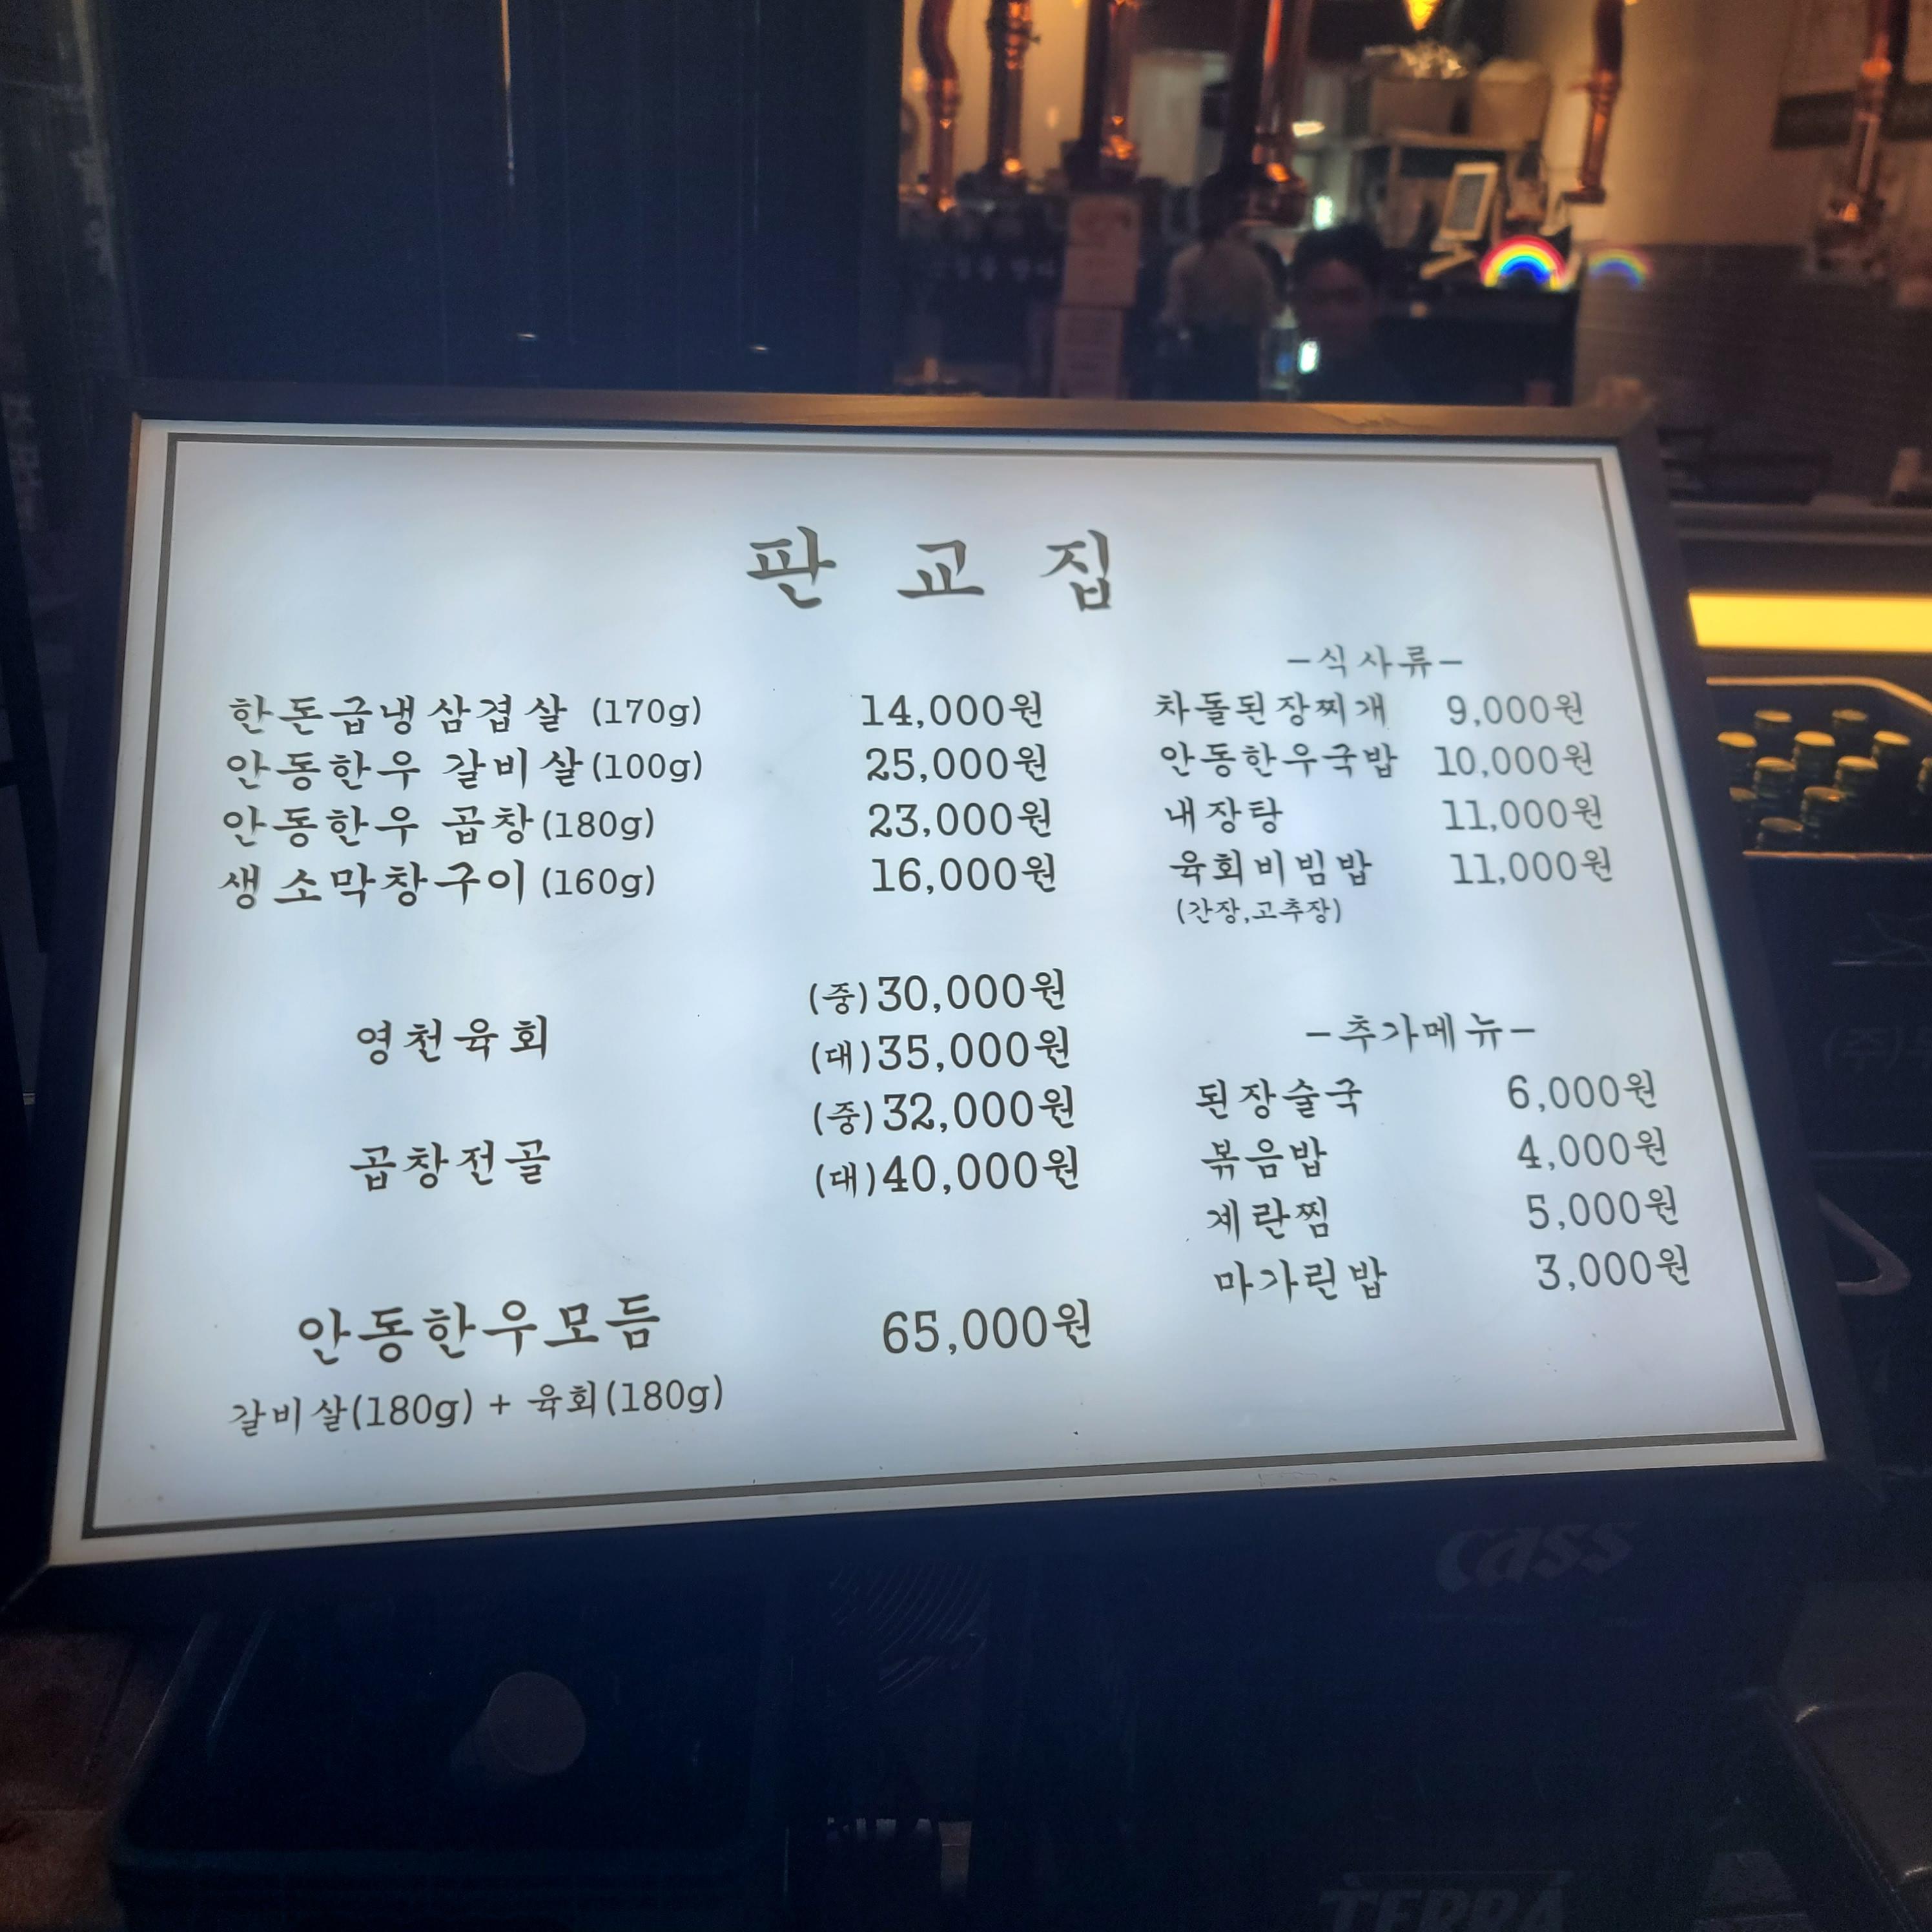 판교집
한돈급냉삼겹살 (170g) 14,000원
안동한우 갈비살(100g) 25,000원
안동한우 곱창(180g) 23,000원
생소막창구이(160g) 16,000원
영천육회
(중)30,000원
(대)35,000원
곱창전골
(중)32,000원
(대)40,000원
안동한우모듬 65,000원
갈비살(180g) + 육회(180g)
-식사류-
차돌된장찌개 9,000원
안동한우국밥 10,000원
내장탕 11,000원
육회비빔밥 11,000원
(간장,고추장)
-추가메뉴-
된장술국 6,000원
볶음밥 4,000원
계란찜 5,000원
마가린밥 3,000원
Cass
TERRA